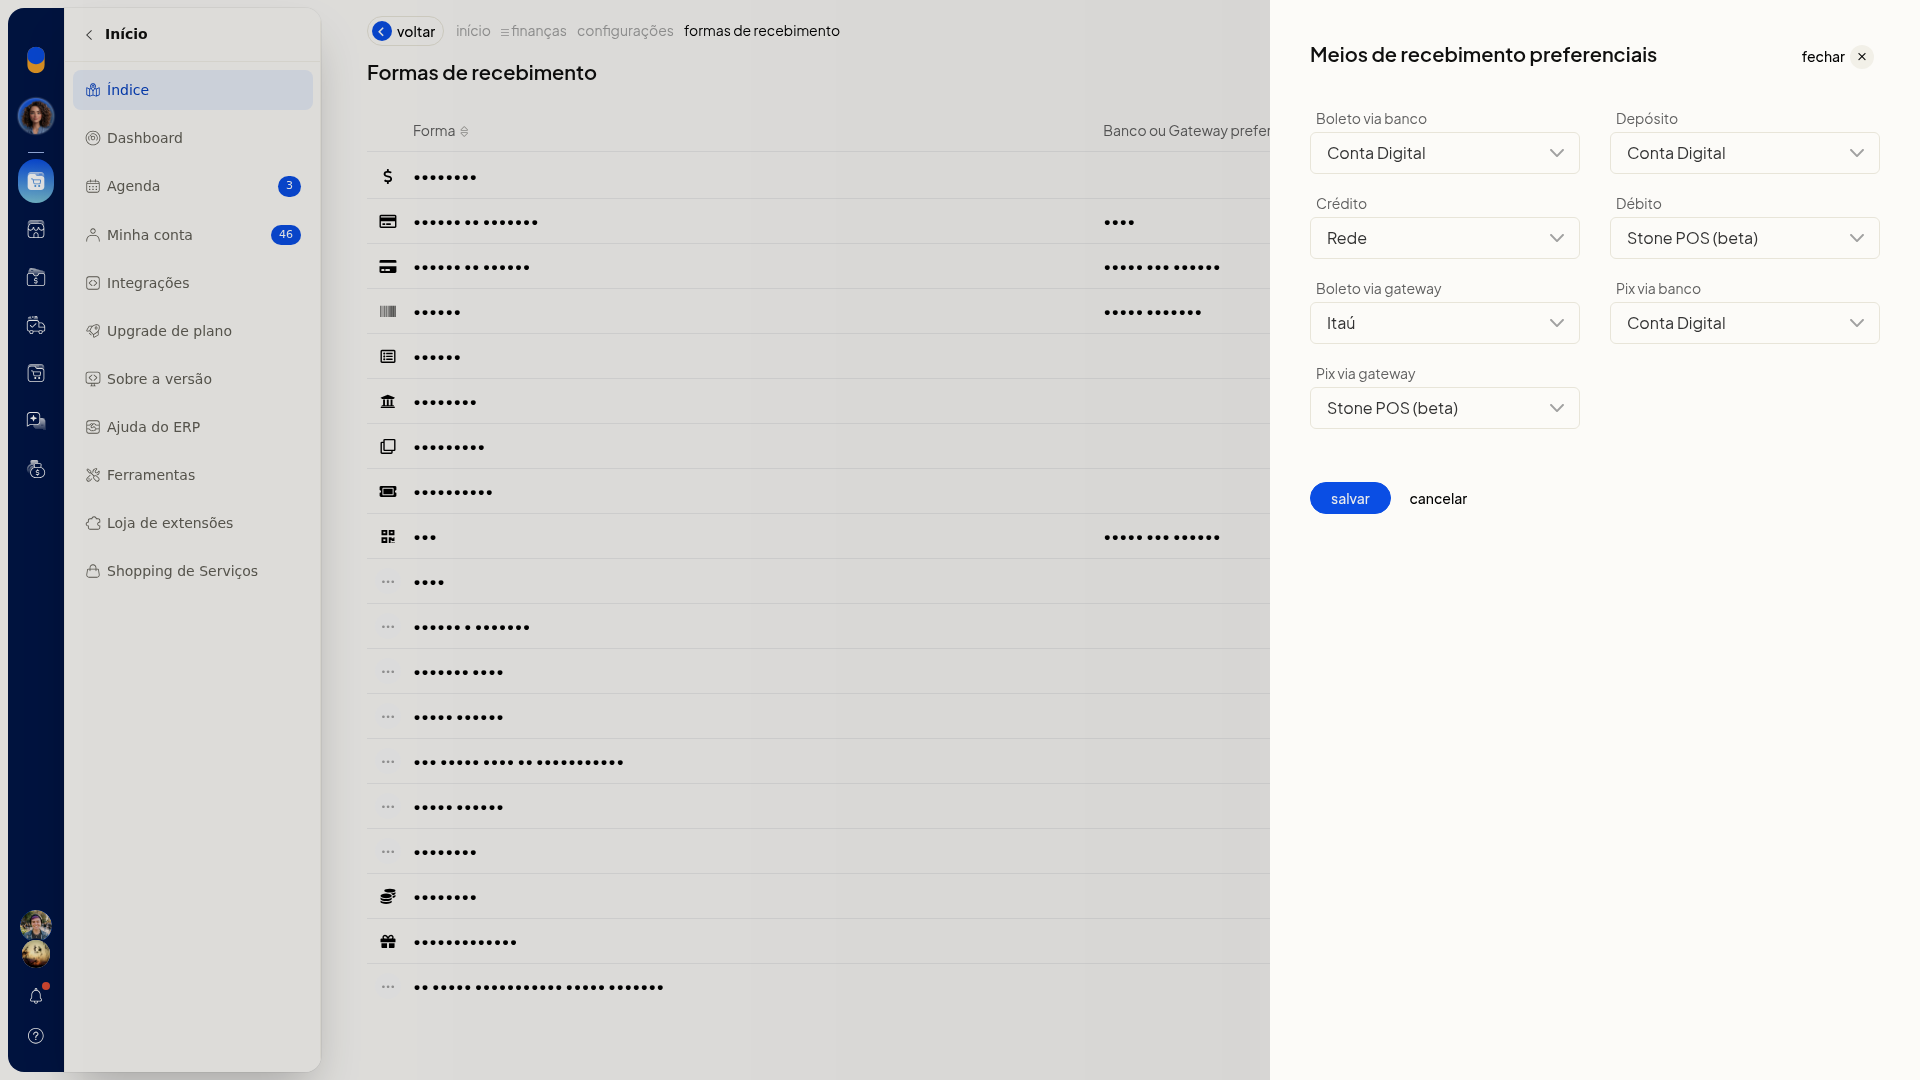 Início
Índice
Dashboard
Agenda 3
Minha conta 46
Integrações
Upgrade de plano
Sobre a versão
Ajuda do ERP
Ferramentas
Loja de extensões
Shopping de Serviços
voltar início finanças configurações formas de recebimento
Formas de recebimento
Forma Banco ou Gateway prefer
•••••••• 
•••••• •• ••••••• ••••
•••••• •• •••••• ••••• ••• ••••••
•••••• ••••• •••••••
••••••
••••••••
•••••••••
••••••••••
••• ••••• ••• ••••••
••••
•••••• • •••••••
••••••• ••••
••••• ••••••
••• ••••• •••• •• •••••••••••
••••• ••••••
••••••••
••••••••
•••••••••••••
•• ••••• ••••••••••• ••••• •••••••
Meios de recebimento preferenciais
fechar
Boleto via banco Depósito
Conta Digital Conta Digital
Crédito Débito
Rede Stone POS (beta)
Boleto via gateway Pix via banco
Itaú Conta Digital
Pix via gateway
Stone POS (beta)
salvar cancelar